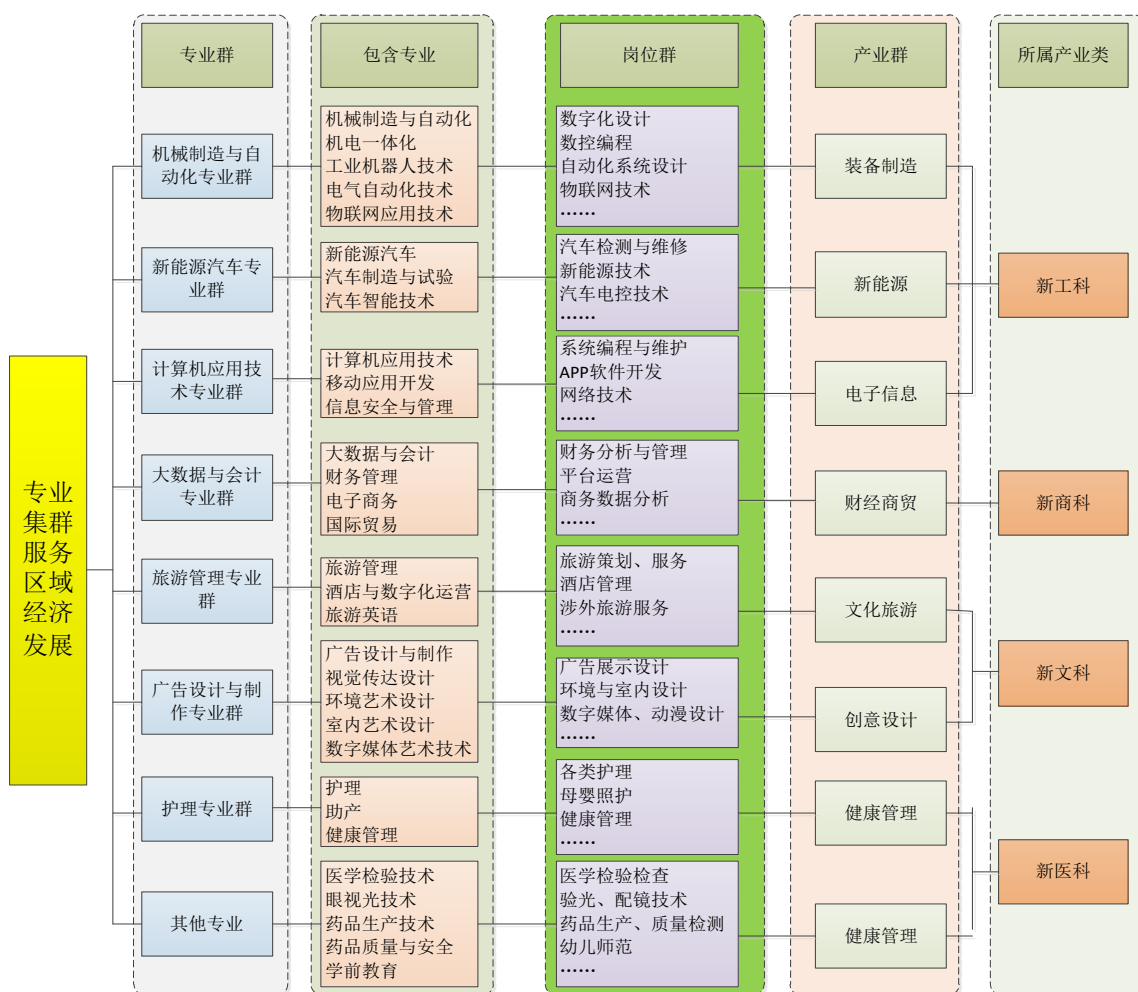 专业群
包含专业
岗位群
产业群
所属产业类
专业
集群
服务
区域
经济
发展
机械制造与自
动化专业群
机械制造与自动化
机电一体化
工业机器人技术
电气自动化技术
物联网应用技术
数字化设计
数控编程
自动化系统设计
物联网技术
……
装备制造
新能源汽车专
业群
新能源汽车
汽车制造与试验
汽车智能技术
汽车检测与维修
新能源技术
汽车电控技术
……
新能源
新工科
计算机应用技
术专业群
计算机应用技术
移动应用开发
信息安全与管理
系统编程与维护
APP软件开发
网络技术
……
电子信息
大数据与会计
专业群
大数据与会计
财务管理
电子商务
国际贸易
财务分析与管理
平台运营
商务数据分析
……
财经商贸
新商科
旅游管理专业
群
旅游管理
酒店与数字化运营
旅游英语
旅游策划、服务
酒店管理
涉外旅游服务
……
文化旅游
新文科
广告设计与制
作专业群
广告设计与制作
视觉传达设计
环境艺术设计
室内艺术设计
数字媒体艺术技术
广告展示设计
环境与室内设计
数字媒体、动漫设计
……
创意设计
护理专业群
护理
助产
健康管理
各类护理
母婴照护
健康管理
……
健康管理
新医科
其他专业
医学检验技术
眼视光技术
药品生产技术
药品质量与安全
学前教育
医学检验检查
验光、配镜技术
药品生产、质量检测
幼儿师范
……
健康管理